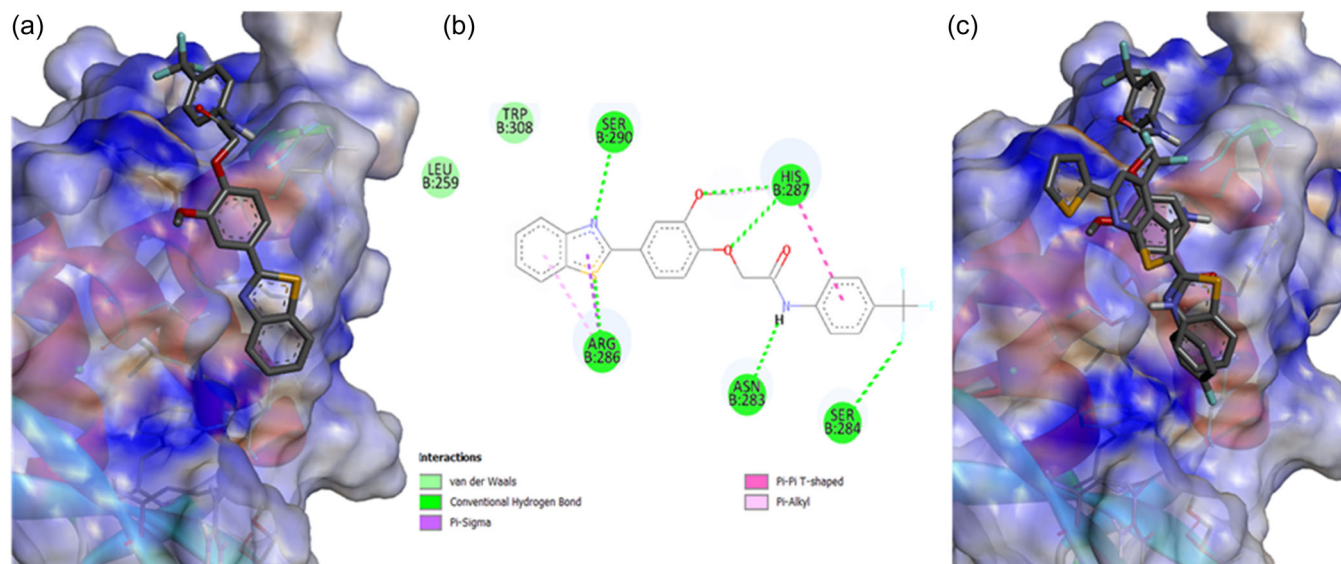 (a)
(b)
(c)
TRP
B:308
SER
B:290
LEU
B:259
HIS
B:287
N
O
O
O
S
N
H
F
F
F
ARG
B:286
ASN
B:283
SER
B:284
Interactions
van der Waals
Conventional Hydrogen Bond
Pi-Sigma
Pi-Pi T-shaped
Pi-Alkyl